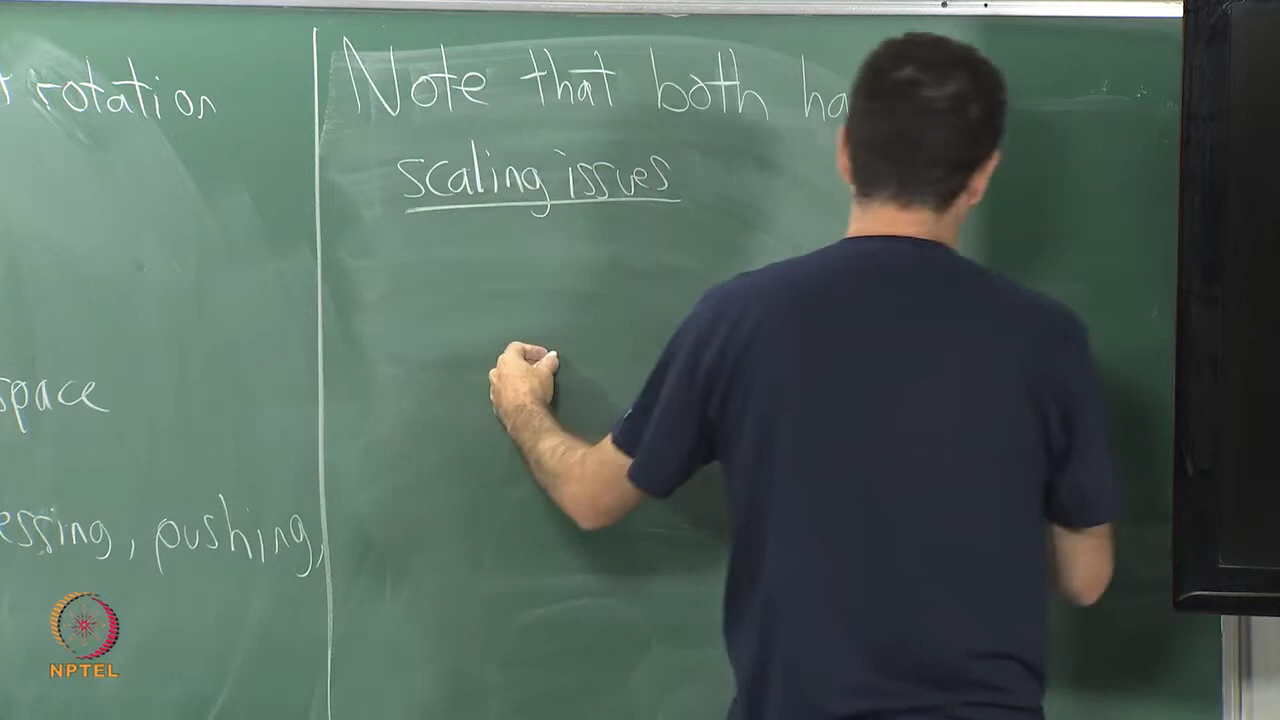 rotation
space
essing, pushing,
Note that both ha
scaling issues
NPTEL